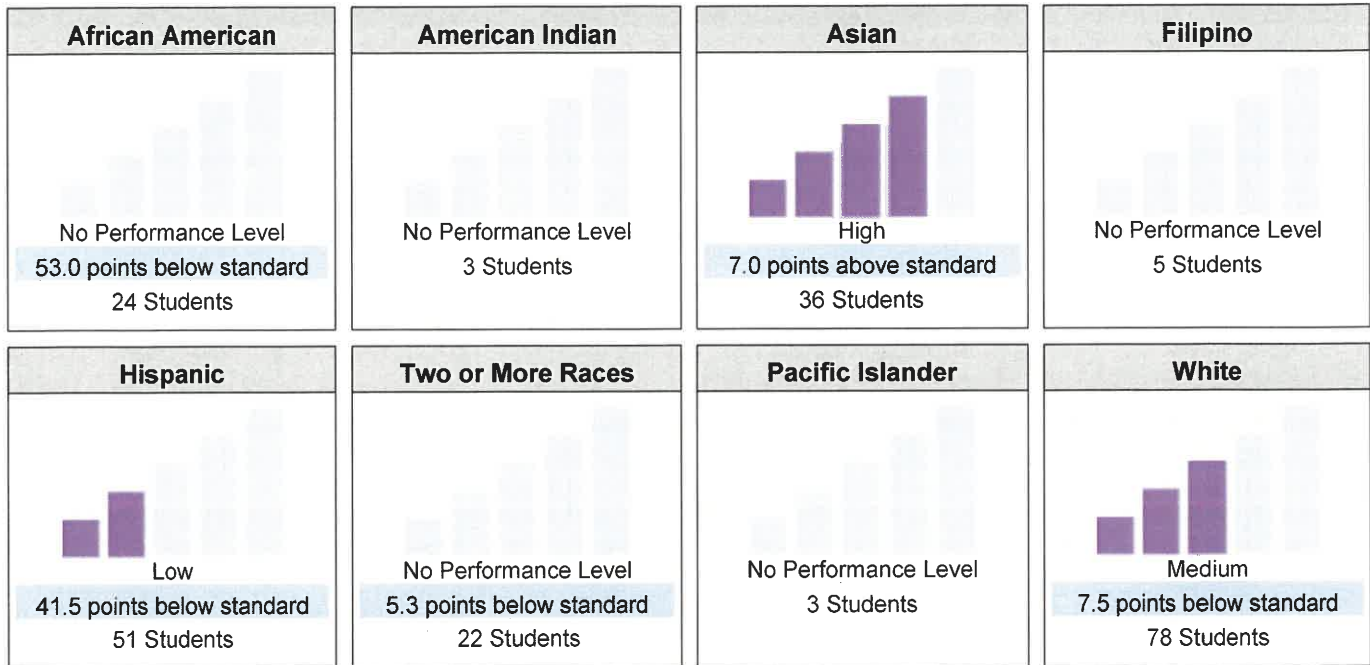 African American
No Performance Level
53.0 points below standard
24 Students
American Indian
No Performance Level
3 Students
Asian
High
7.0 points above standard
36 Students
Filipino
No Performance Level
5 Students
Hispanic
Low
41.5 points below standard
51 Students
Two or More Races
No Performance Level
5.3 points below standard
22 Students
Pacific Islander
No Performance Level
3 Students
White
Medium
7.5 points below standard
78 Students